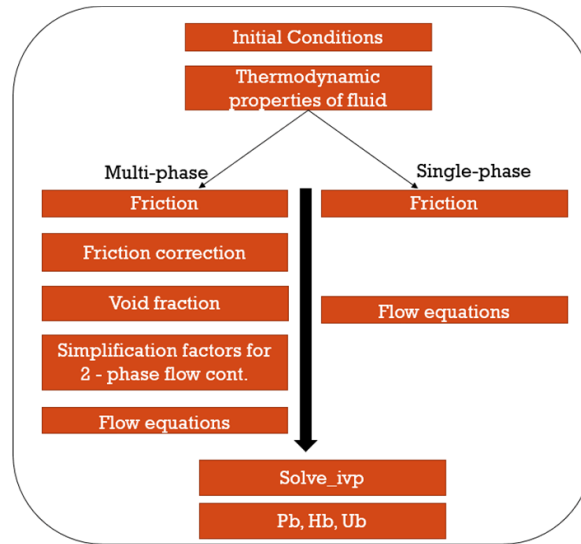 Initial Conditions
Thermodynamic
properties of fluid
Multi-phase
Single-phase
Friction
Friction
Friction correction
Void fraction
Flow equations
Simplification factors for
2 - phase flow cont.
Flow equations
Solve_ivp
Pb, Hb, Ub